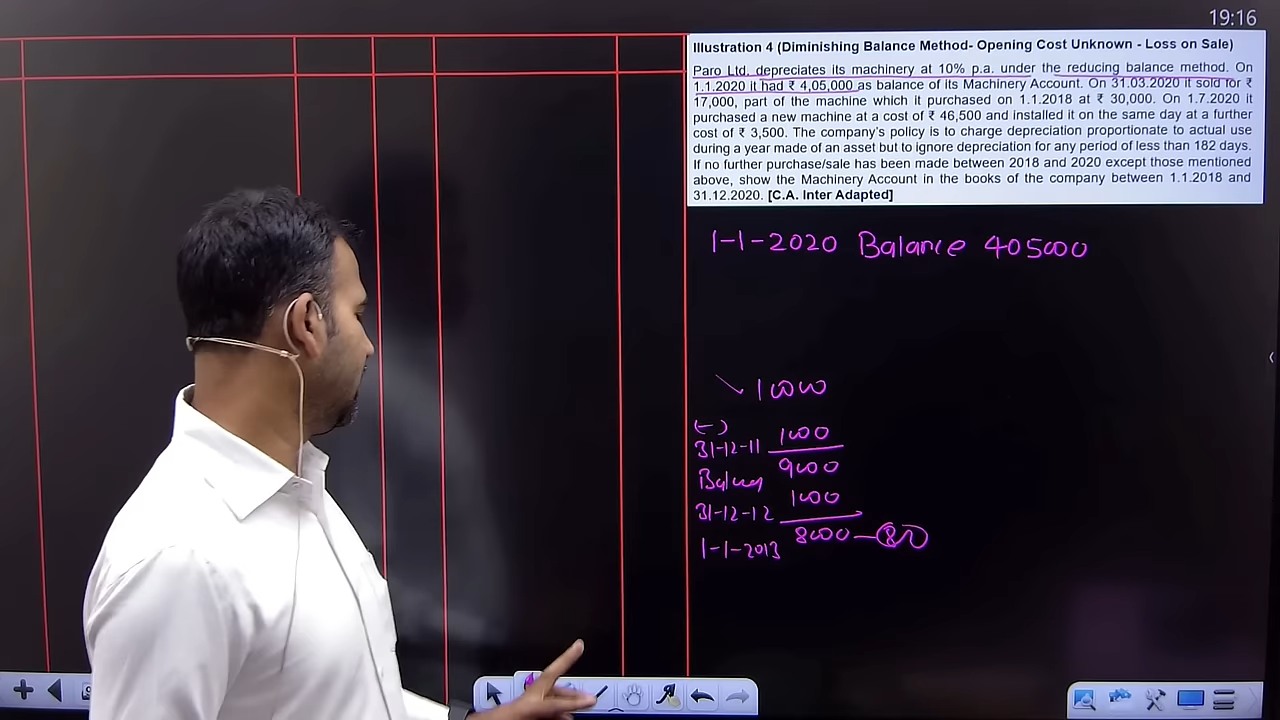 19:16
Illustration 4 (Diminishing Balance Method- Opening Cost Unknown - Loss on Sale)
Paro Ltd. depreciates its machinery at 10% p.a. under the reducing balance method. On
1.1.2020 it had ₹ 4,05,000 as balance of its Machinery Account. On 31.03.2020 it sold for ₹
17,000, part of the machine which it purchased on 1.1.2018 at ₹ 30,000. On 1.7.2020 it
purchased a new machine at a cost of ₹ 46,500 and installed it on the same day at a further
cost of ₹ 3,500. The company's policy is to charge depreciation proportionate to actual use
during a year made of an asset but to ignore depreciation for any period of less than 182 days.
If no further purchase/sale has been made between 2018 and 2020 except those mentioned
above, show the Machinery Account in the books of the company between 1.1.2018 and
31.12.2020. [C.A. Inter Adapted]
1-1-2020 Balance 405000
10000
(-)
31-12-11 1000
Balance 9000
31-12-12 1000
1-1-2013 8000 - 80